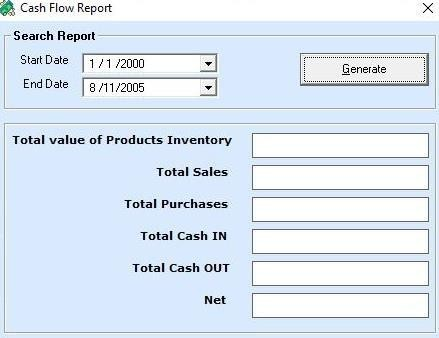 Cash Flow Report
Search Report
Start Date 1 / 1 /2000
Generate
End Date 8 /11/2005
Total value of Products Inventory
Total Sales
Total Purchases
Total Cash IN
Total Cash OUT
Net